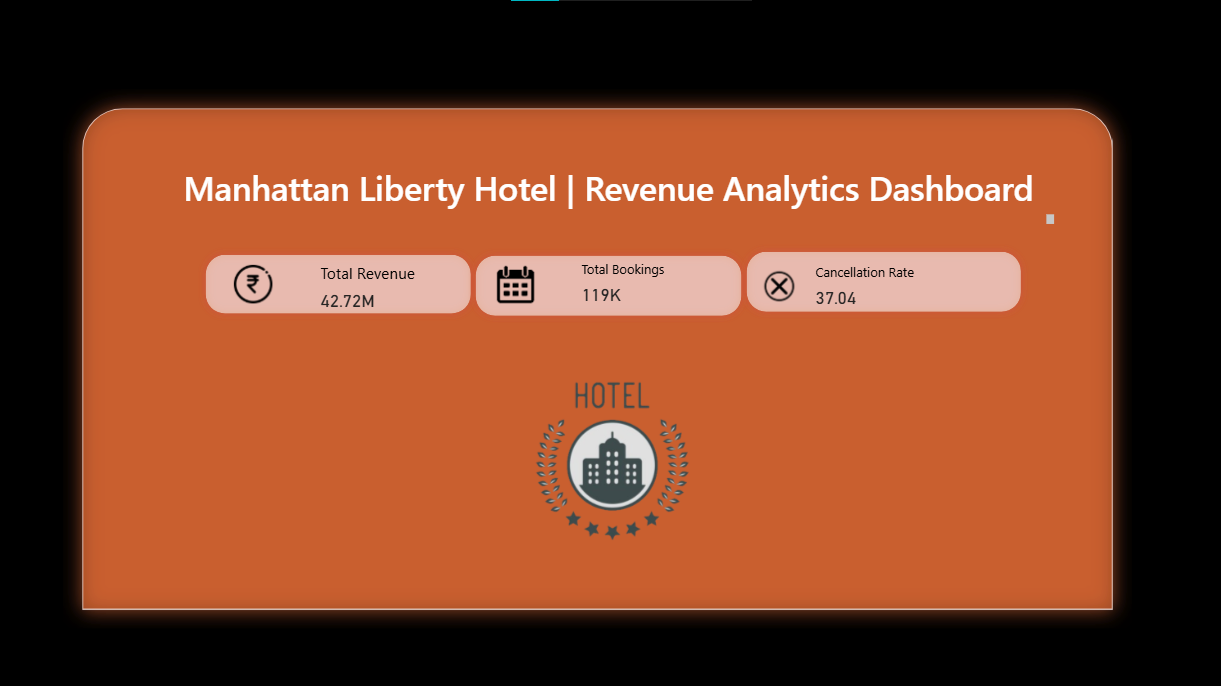 Manhattan Liberty Hotel | Revenue Analytics Dashboard
₹
Total Revenue
42.72M
Total Bookings
119K
Cancellation Rate
37.04
HOTEL